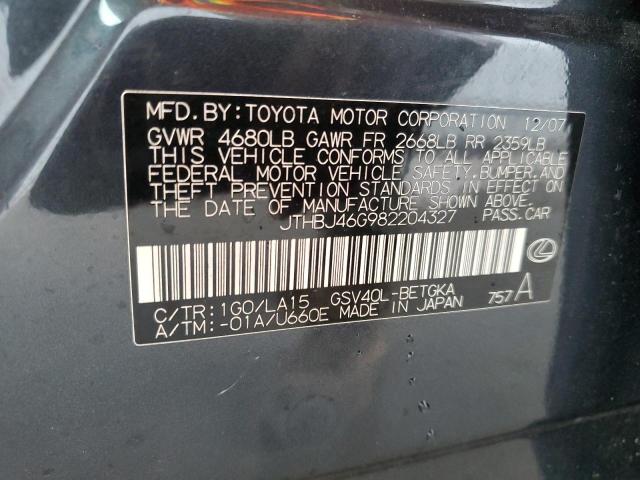 MFD. BY: TOYOTA MOTOR CORPORATION 12/07
GVWR 4680LB GAWR FR 2668LB RR 2359LB
THIS VEHICLE CONFORMS TO ALL APPLICABLE
FEDERAL MOTOR VEHICLE SAFETY, BUMPER, AND
THEFT PREVENTION STANDARDS IN EFFECT ON
THE DATE OF MANUFACTURE SHOWN ABOVE.
JTHBJ46G982204327 PASS. CAR
C/TR: 1G0/LA15 GSV40L-BETGKA
A/TM: -01A/U660E MADE IN JAPAN 757 A